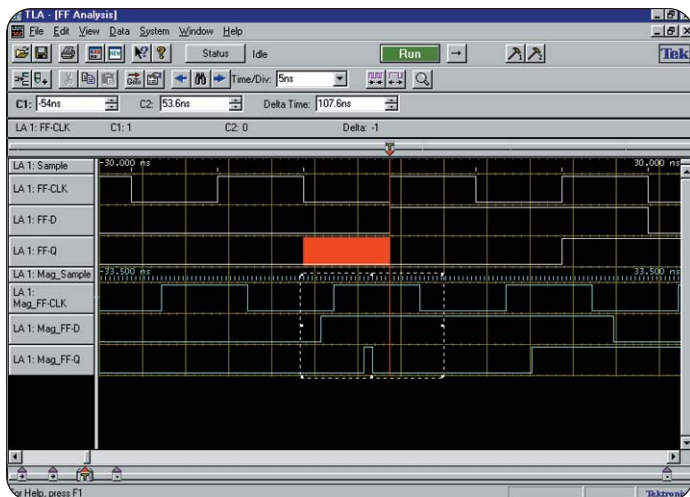 TLA - [FF Analysis]
File Edit View Data System Window Help
Status Idle Run Tek
Time/Div: 5ns
C1: -54ns C2: 53.6ns Delta Time: 107.6ns
LA 1: FF-CLK C1: 1 C2: 0 Delta: -1
LA 1: Sample -30.000 ns 30.000 ns
LA 1: FF-CLK
LA 1: FF-D
LA 1: FF-Q
LA 1: Mag_Sample -33.500 ns 33.500 ns
LA 1:
Mag_FF-CLK
LA 1: Mag_FF-D
LA 1: Mag_FF-Q
or Help, press F1 Tektroni